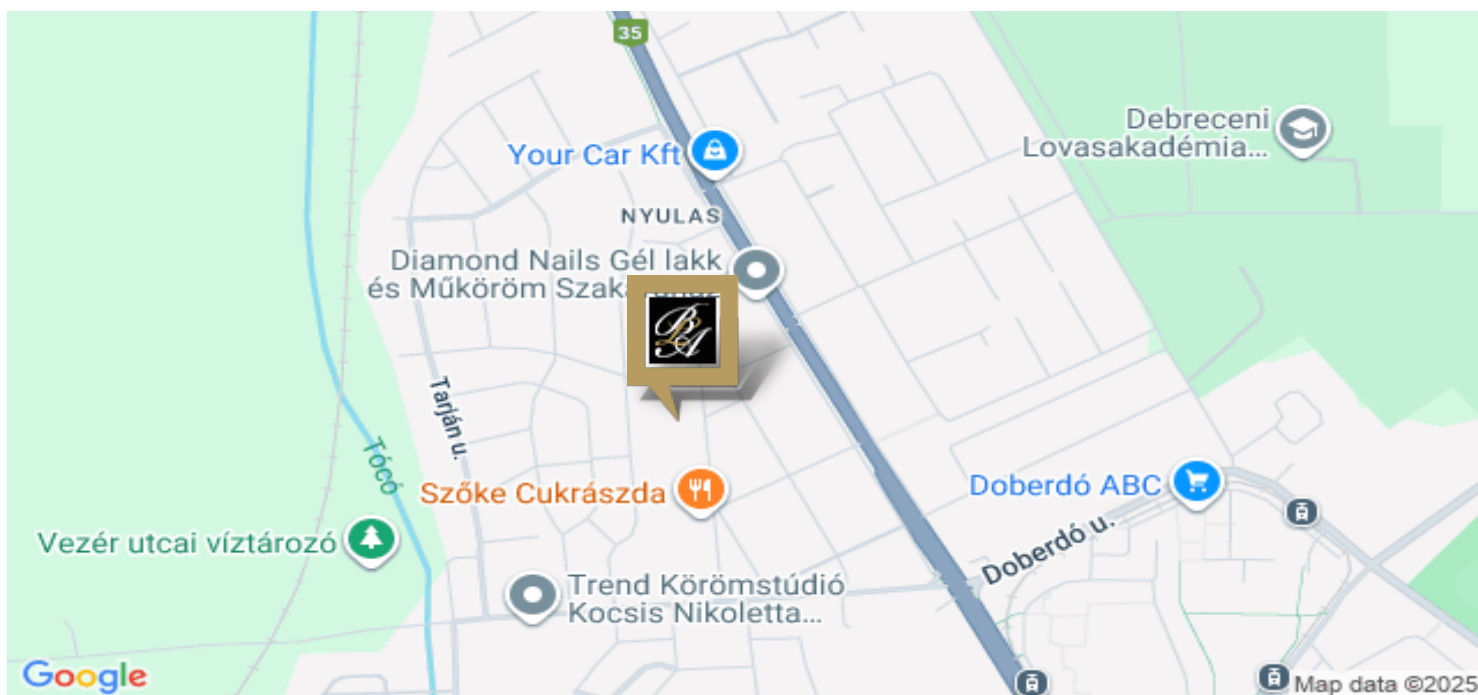 35
Your Car Kft
Debreceni
Lovasakadémia...
NYULAS
Diamond Nails Gél lakk
és Műköröm
BA
Tarján u.
Tócó
Szőke Cukrászda
Doberdó ABC
Doberdó u.
Vezér utcai víztározó
Trend Körömstúdió
Kocsis Nikoletta...
Google
Map data ©2025